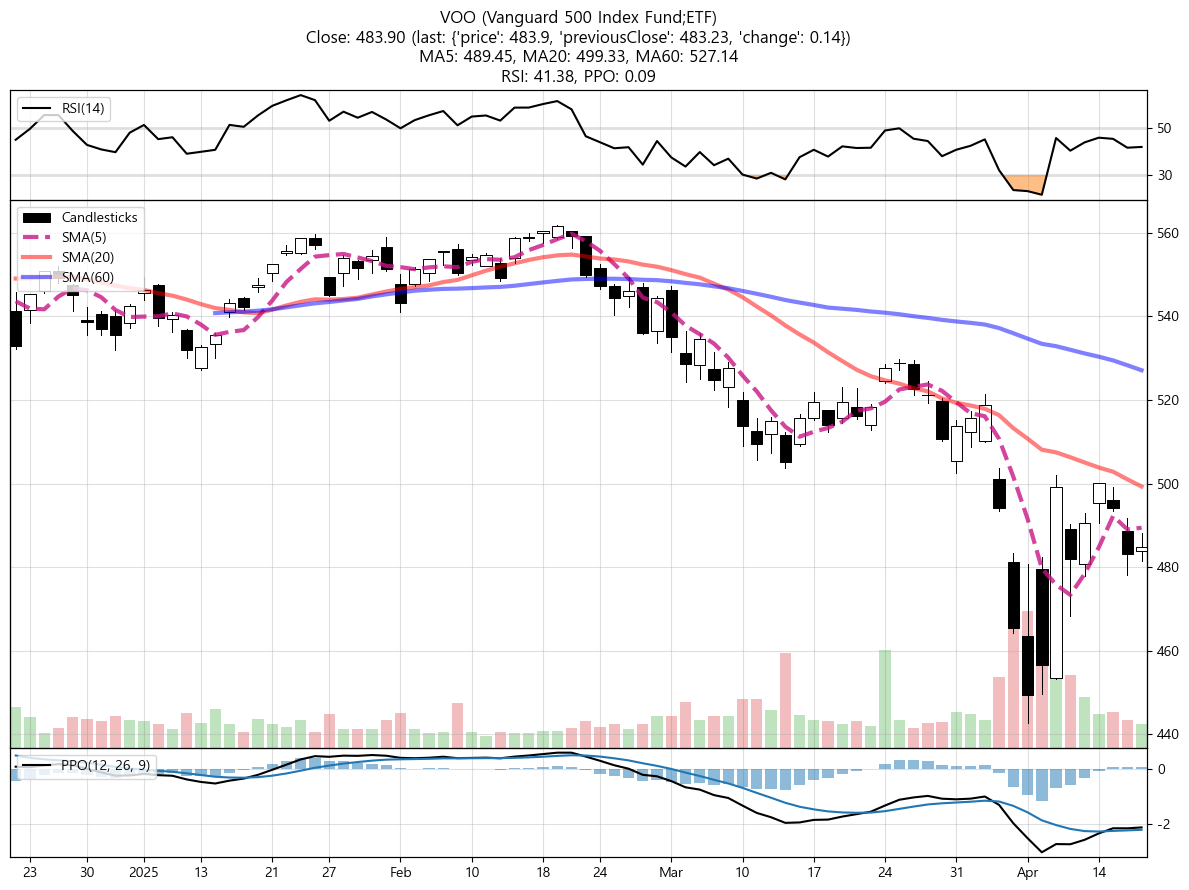 VOO (Vanguard 500 Index Fund;ETF)
Close: 483.90 (last: {'price': 483.9, 'previousClose': 483.23, 'change': 0.14})
MA5: 489.45, MA20: 499.33, MA60: 527.14
RSI: 41.38, PPO: 0.09
RSI(14)
50
30
Candlesticks
SMA(5)
SMA(20)
SMA(60)
560
540
520
500
480
460
440
PPO(12, 26, 9)
0
-2
23 30 2025 13 21 27 Feb 10 18 24 Mar 10 17 24 31 Apr 14